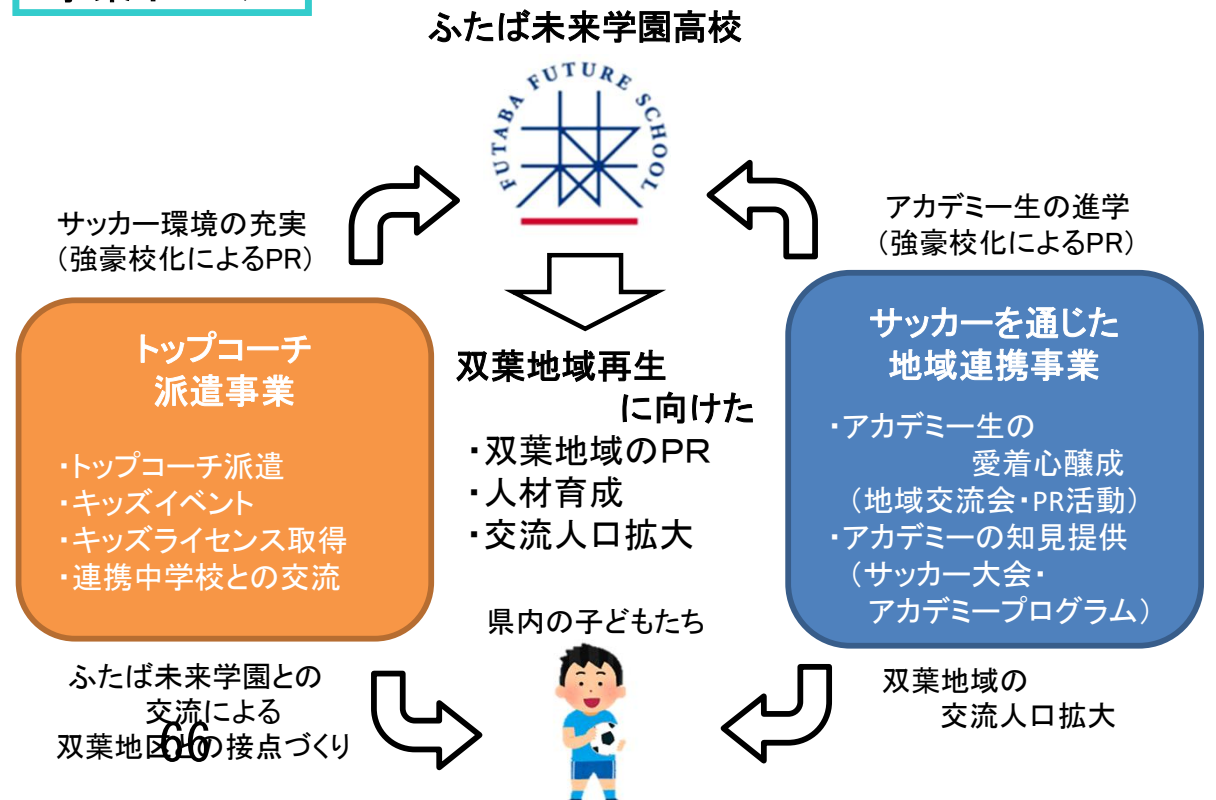 ふたば未来学園高校
FUTABA FUTURE SCHOOL
サッカー環境の充実
(強豪校化によるPR)
アカデミー生の進学
(強豪校化によるPR)
トップコーチ
派遣事業
・トップコーチ派遣
・キッズイベント
・キッズライセンス取得
・連携中学校との交流
双葉地域再生
に向けた
・双葉地域のPR
・人材育成
・交流人口拡大
サッカーを通じた
地域連携事業
・アカデミー生の
愛着心醸成
(地域交流会・PR活動)
・アカデミーの知見提供
(サッカー大会・
アカデミープログラム)
県内の子どもたち
ふたば未来学園との
交流による
双葉地区との接点づくり
66
双葉地域の
交流人口拡大